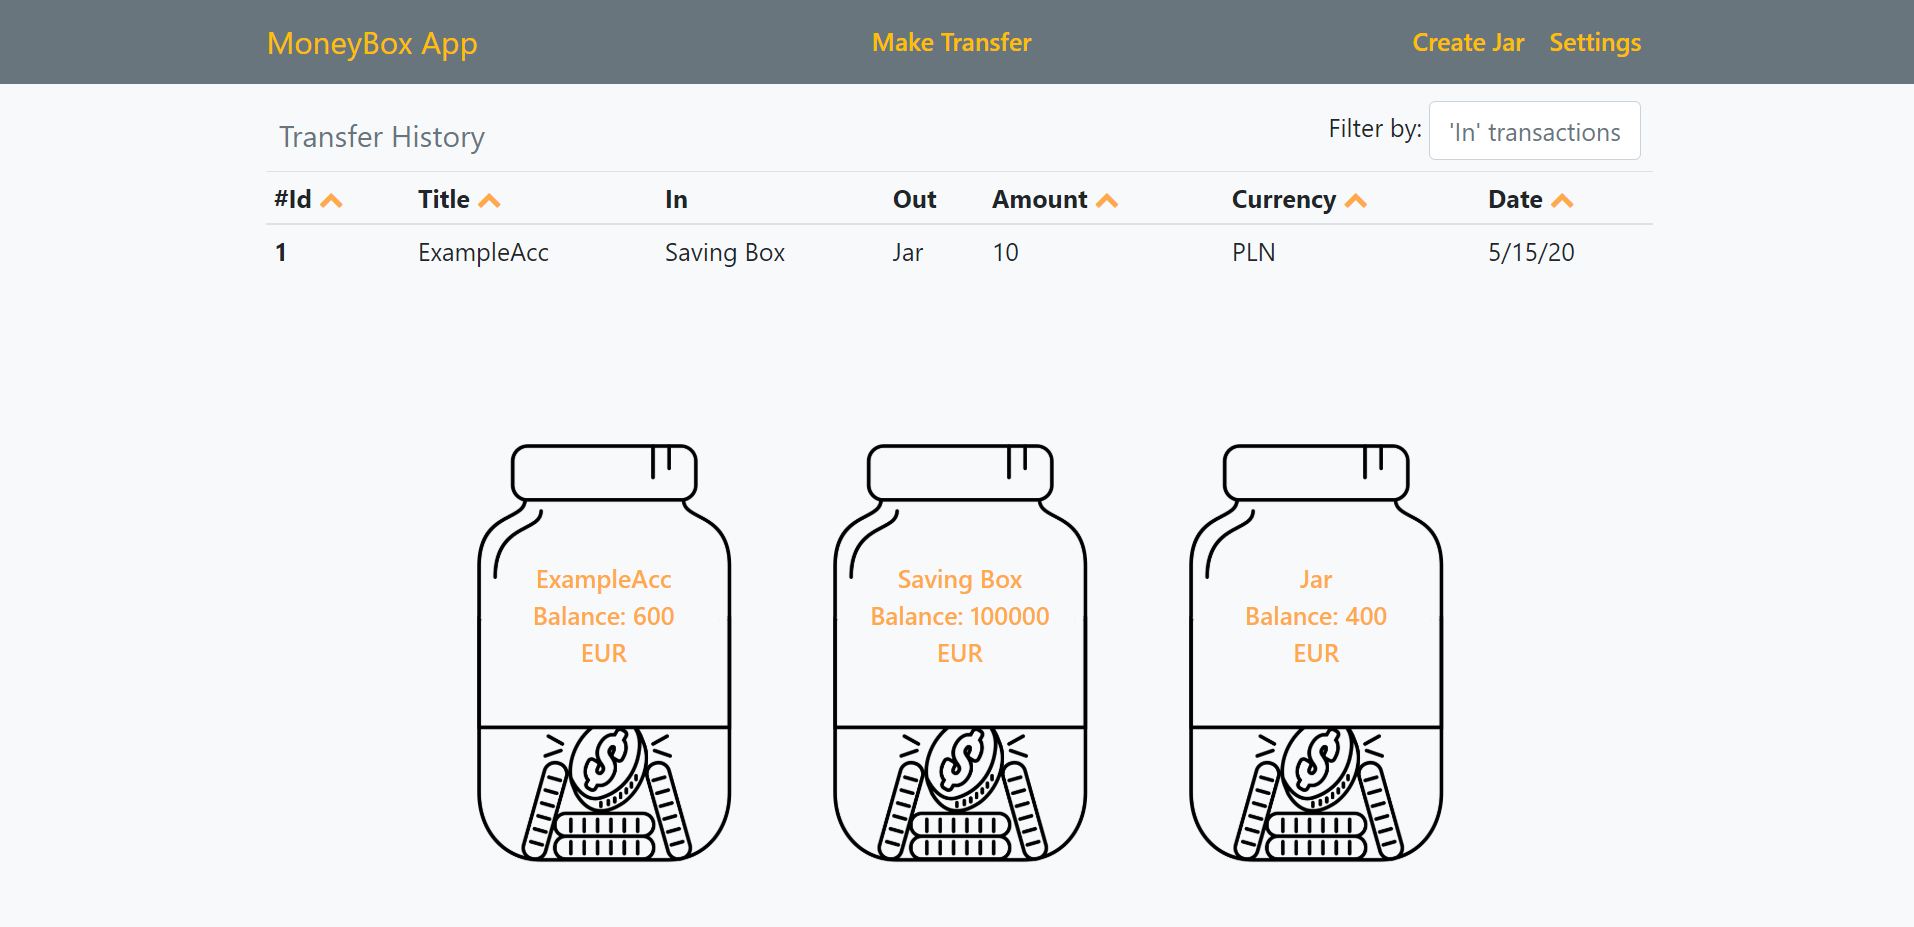 MoneyBox App Make Transfer Create Jar Settings
Transfer History Filter by: 'In' transactions
#Id Title In Out Amount Currency Date
1 ExampleAcc Saving Box Jar 10 PLN 5/15/20
ExampleAcc
Balance: 600
EUR
Saving Box
Balance: 100000
EUR
Jar
Balance: 400
EUR